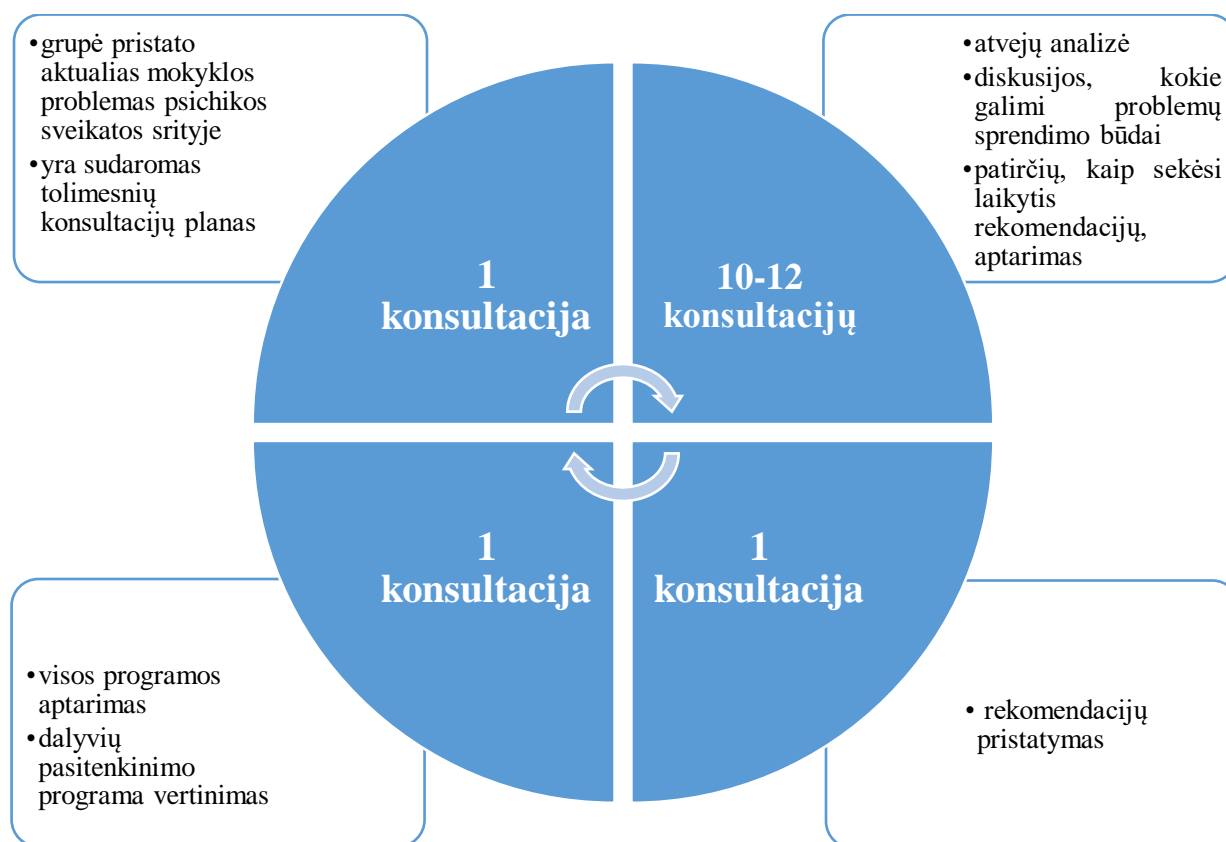 •grupė pristato
aktualias mokyklos
problemas psichikos
sveikatos srityje
•yra sudaromas
tolimesnių
konsultacijų planas
•atvejų analizė
•diskusijos, kokie
galimi problemų
sprendimo būdai
•patirčių, kaip sekėsi
laikytis
rekomendacijų,
aptarimas
1
konsultacija
10-12
konsultacijų
1
konsultacija
1
konsultacija
•visos programos
aptarimas
•dalyvių
pasitenkinimo
programa vertinimas
• rekomendacijų
pristatymas